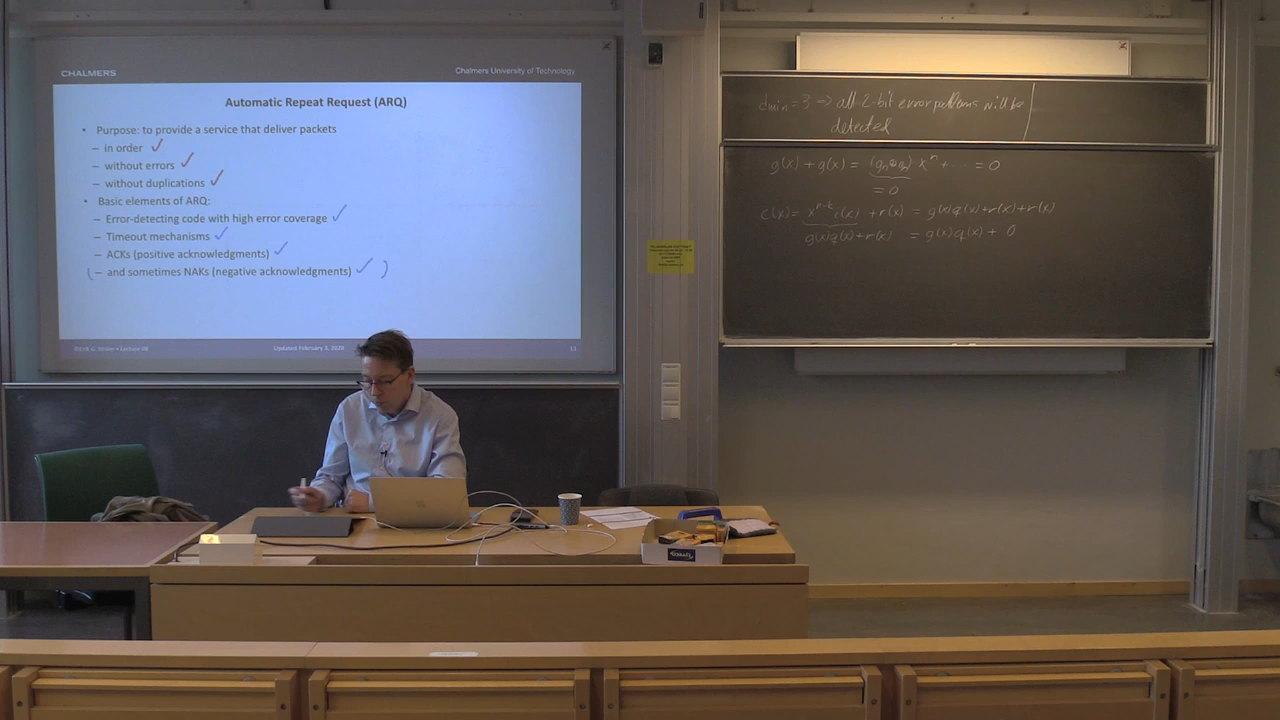 CHALMERS
Chalmers University of Technology
Automatic Repeat Request (ARQ)
• Purpose: to provide a service that deliver packets
– in order ✓
– without errors ✓
– without duplications ✓
• Basic elements of ARQ:
– Error-detecting code with high error coverage ✓
– Timeout mechanisms ✓
– ACKs (positive acknowledgments) ✓
(– and sometimes NAKs (negative acknowledgments) ✓ )
Updated February 3, 2020
13
dmin = 3 => all 2-bit error patterns will be
detected
g(x) + g(x) = (gn ⊕ gn) x^n + ... = 0
= 0
c(x) = x^{n-k} i(x) + r(x) = g(x)q(x) + r(x) + r(x)
g(x)q(x) + r(x) = g(x)q(x) + 0